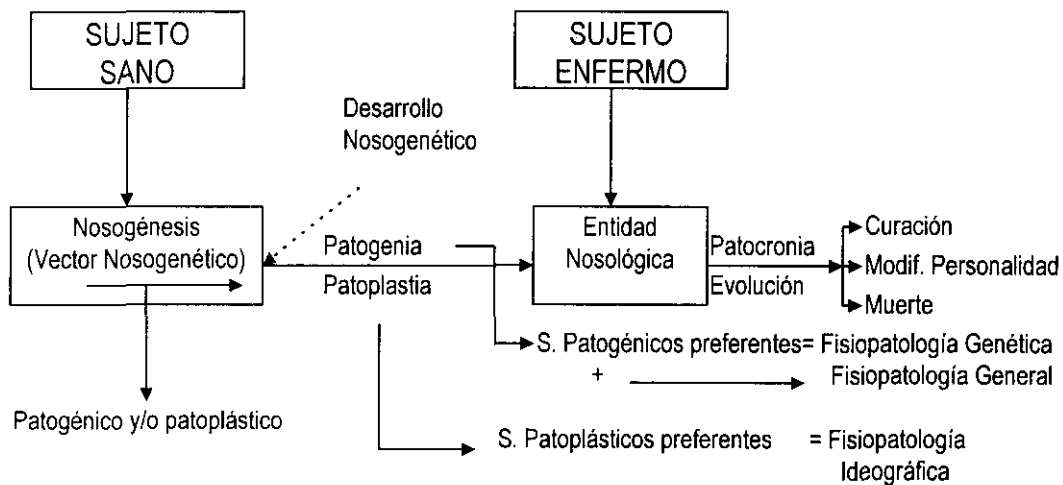 SUJETO
SANO
SUJETO
ENFERMO
Desarrollo
Nosogenético
Nosogénesis
(Vector Nosogenético)
Patogenia
Patoplastia
Entidad
Nosológica
Patocronia
Evolución
Curación
Modif. Personalidad
Muerte
S. Patogénicos preferentes= Fisiopatología Genética
+ Fisiopatología General
Patogénico y/o patoplástico
S. Patoplásticos preferentes = Fisiopatología
Ideográfica